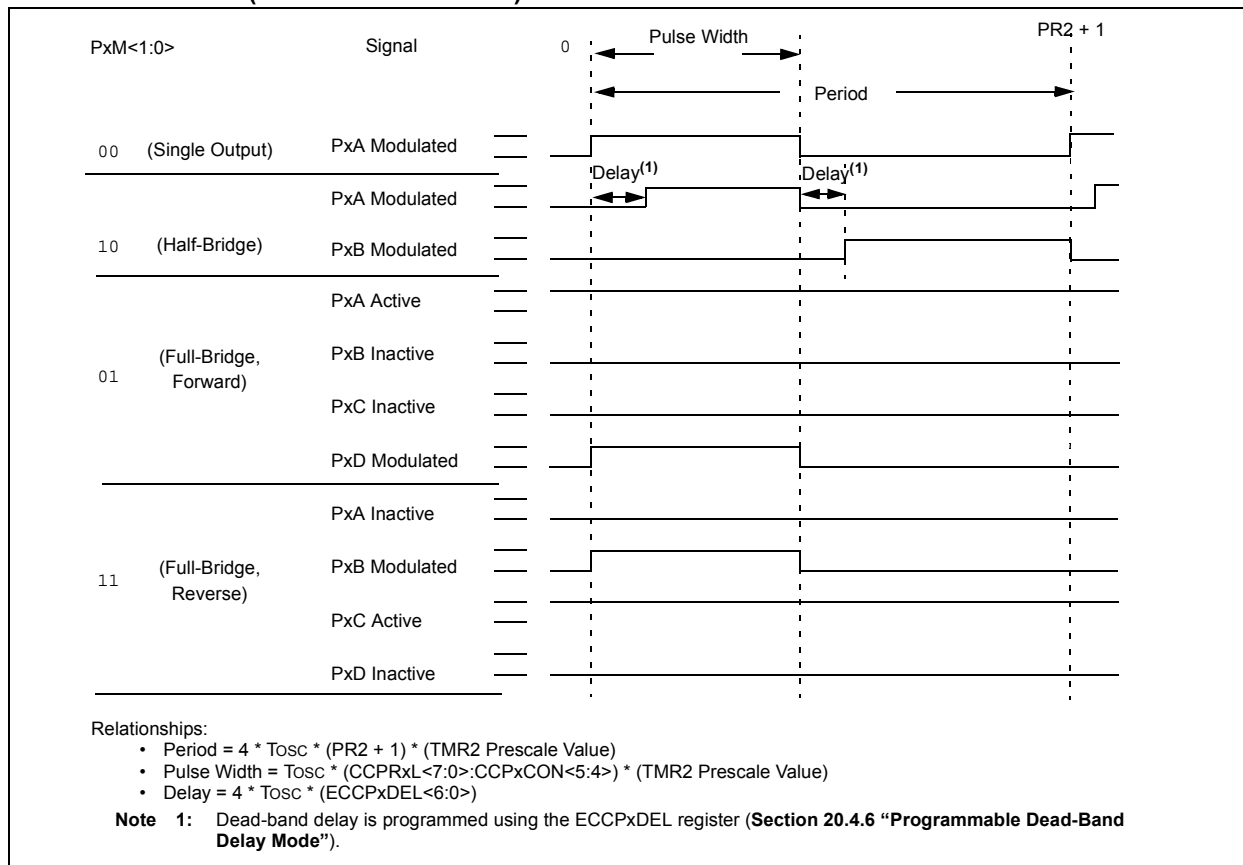 PxM<1:0> Signal 0 Pulse Width PR2 + 1
Period
00 (Single Output) PxA Modulated
Delay(1) Delay(1)
PxA Modulated
10 (Half-Bridge) PxB Modulated
PxA Active
(Full-Bridge, PxB Inactive
01 Forward)
PxC Inactive
PxD Modulated
PxA Inactive
11 (Full-Bridge, PxB Modulated
Reverse)
PxC Active
PxD Inactive
Relationships:
• Period = 4 * TOSC * (PR2 + 1) * (TMR2 Prescale Value)
• Pulse Width = TOSC * (CCPRxL<7:0>:CCPxCON<5:4>) * (TMR2 Prescale Value)
• Delay = 4 * TOSC * (ECCPxDEL<6:0>)
Note 1: Dead-band delay is programmed using the ECCPxDEL register (Section 20.4.6 “Programmable Dead-Band
Delay Mode”).